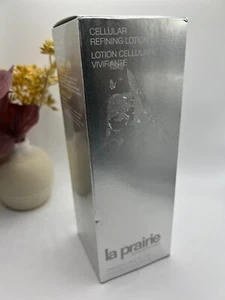 CELLULAR
REFINING LOTION
LOTION CELLULAIRE
VIVIFIANTE
la prairie